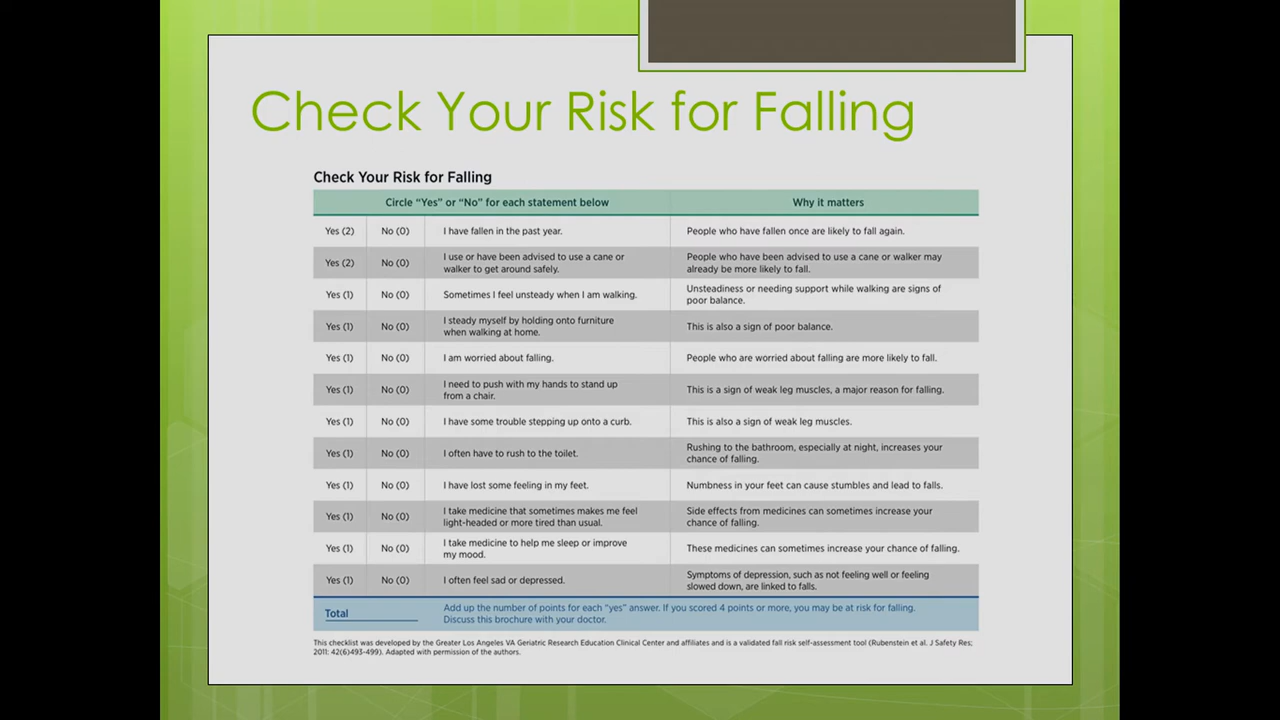 Check Your Risk for Falling
Check Your Risk for Falling
Circle “Yes” or “No” for each statement below Why it matters
Yes (2) No (0) I have fallen in the past year. People who have fallen once are likely to fall again.
Yes (2) No (0) I use or have been advised to use a cane or walker to get around safely. People who have been advised to use a cane or walker may already be more likely to fall.
Yes (1) No (0) Sometimes I feel unsteady when I am walking. Unsteadiness or needing support while walking are signs of poor balance.
Yes (1) No (0) I steady myself by holding onto furniture when walking at home. This is also a sign of poor balance.
Yes (1) No (0) I am worried about falling. People who are worried about falling are more likely to fall.
Yes (1) No (0) I need to push with my hands to stand up from a chair. This is a sign of weak leg muscles, a major reason for falling.
Yes (1) No (0) I have some trouble stepping up onto a curb. This is also a sign of weak leg muscles.
Yes (1) No (0) I often have to rush to the toilet. Rushing to the bathroom, especially at night, increases your chance of falling.
Yes (1) No (0) I have lost some feeling in my feet. Numbness in your feet can cause stumbles and lead to falls.
Yes (1) No (0) I take medicine that sometimes makes me feel light-headed or more tired than usual. Side effects from medicines can sometimes increase your chance of falling.
Yes (1) No (0) I take medicine to help me sleep or improve my mood. These medicines can sometimes increase your chance of falling.
Yes (1) No (0) I often feel sad or depressed. Symptoms of depression, such as not feeling well or feeling slowed down, are linked to falls.
Total Add up the number of points for each “yes” answer. If you scored 4 points or more, you may be at risk for falling.
Discuss this brochure with your doctor.
This checklist was developed by the Greater Los Angeles VA Geriatric Research Education Clinical Center and affiliates and is a validated fall risk self-assessment tool (Rubenstein et al. J Safety Res;
2011: 42(6)493-499). Adapted with permission of the authors.